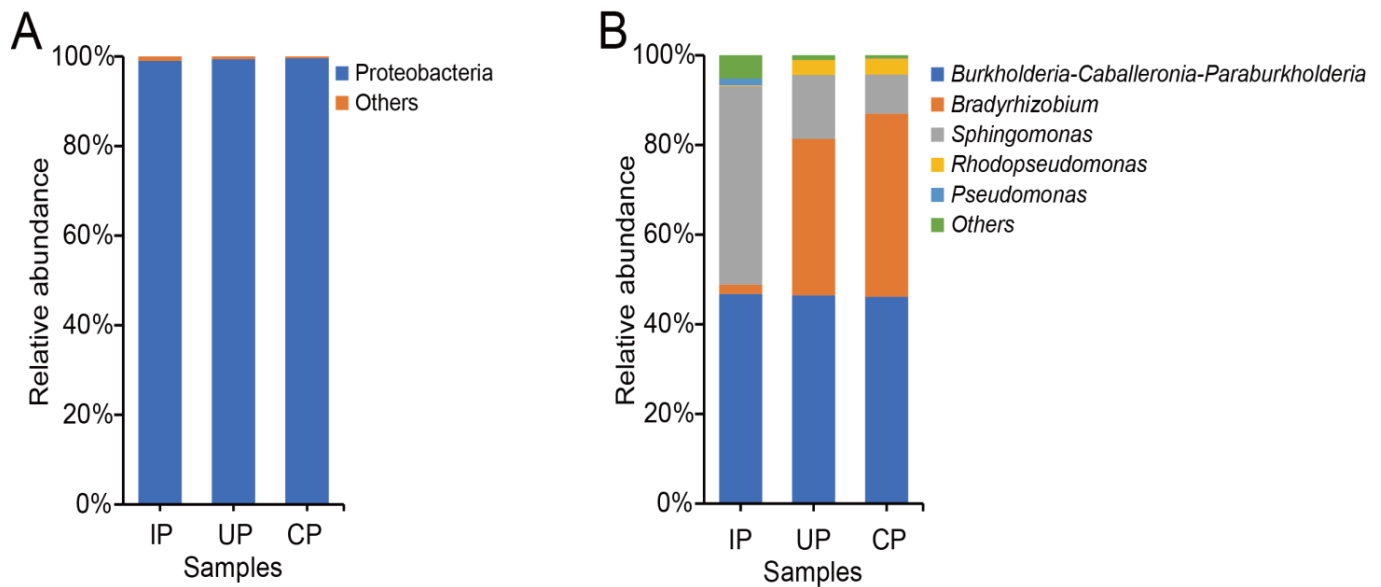 A
100%
80%
60%
40%
20%
0%
Relative abundance
IP UP CP
Samples
Proteobacteria
Others
B
100%
80%
60%
40%
20%
0%
Relative abundance
IP UP CP
Samples
Burkholderia-Caballeronia-Paraburkholderia
Bradyrhizobium
Sphingomonas
Rhodopseudomonas
Pseudomonas
Others